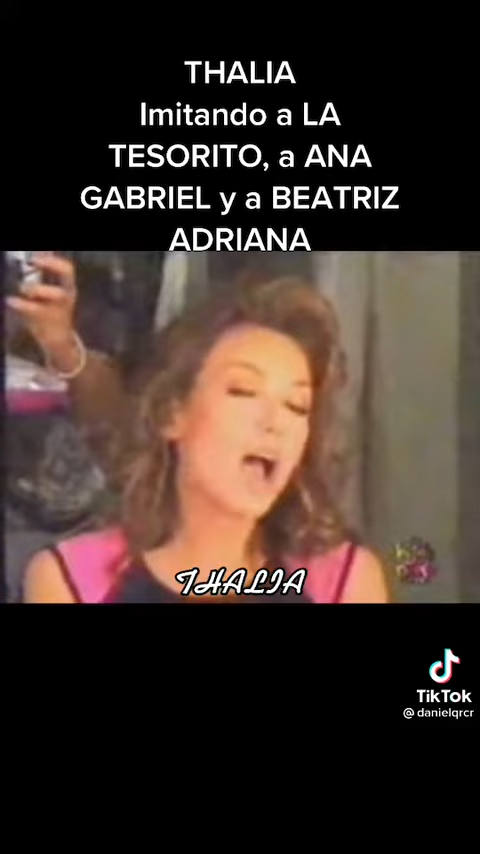 THALIA
Imitando a LA
TESORITO, a ANA
GABRIEL y a BEATRIZ
ADRIANA
THALIA
TikTok
@danielqrcr